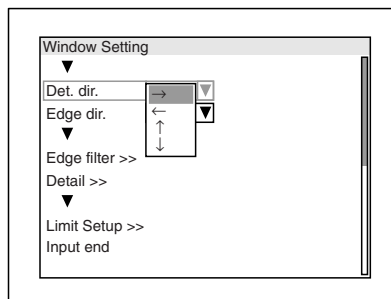 Window Setting
▼
Det. dir. → ▼
Edge dir. ← ▼
↑
▼
↓
Edge filter >>
Detail >>
▼
Limit Setup >>
Input end